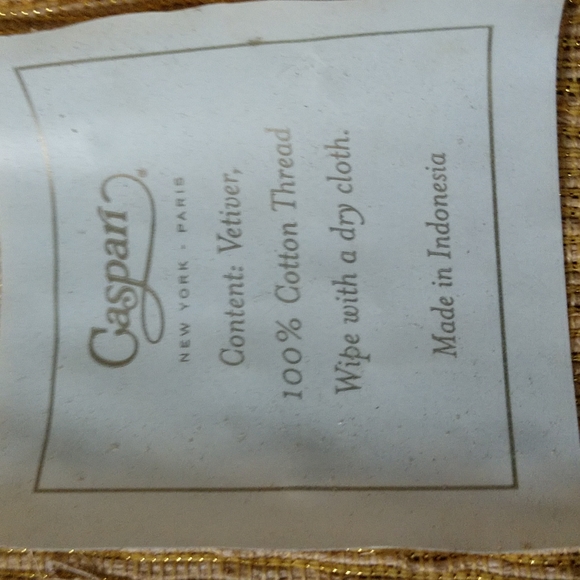 Caspari
NEW YORK - PARIS
Content: Vetiver,
100% Cotton Thread
Wipe with a dry cloth.
Made in Indonesia